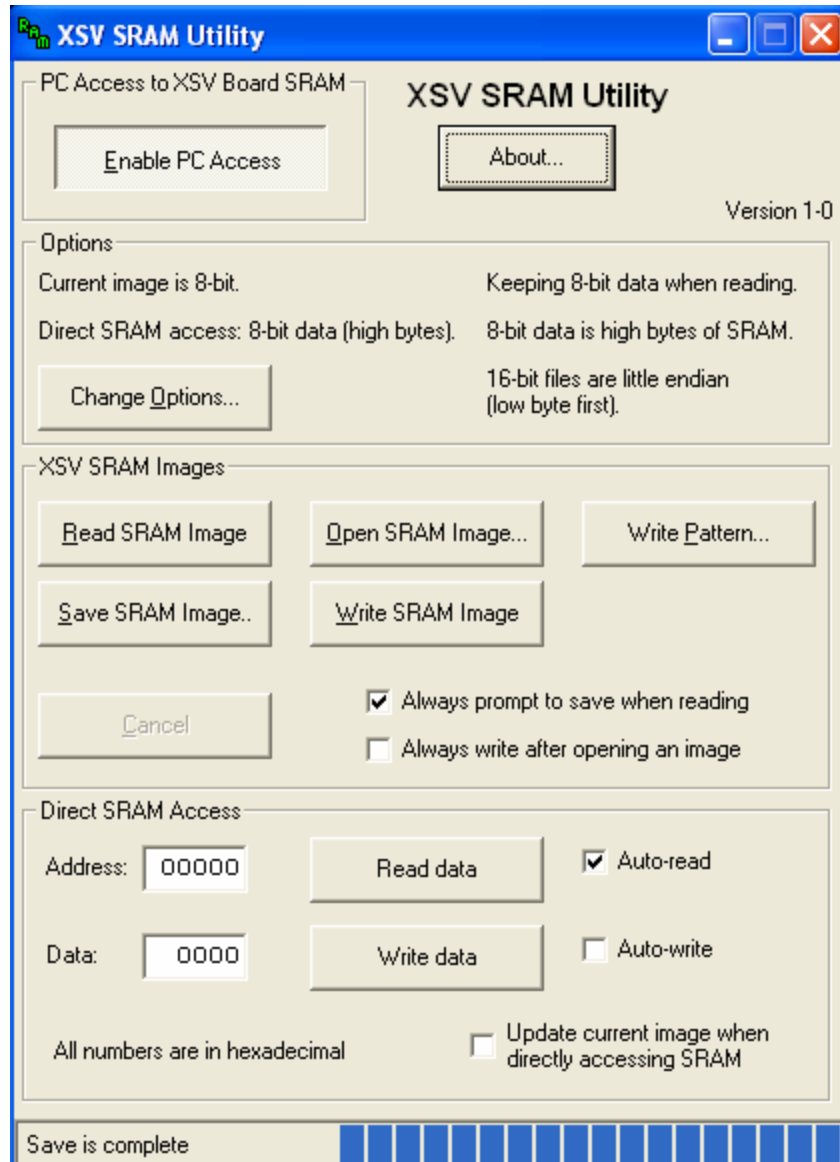 RAm XSV SRAM Utility
PC Access to XSV Board SRAM
XSV SRAM Utility
Enable PC Access
About...
Version 1-0
Options
Current image is 8-bit.
Keeping 8-bit data when reading.
Direct SRAM access: 8-bit data (high bytes).
8-bit data is high bytes of SRAM.
Change Options...
16-bit files are little endian
(low byte first).
XSV SRAM Images
Read SRAM Image
Open SRAM Image...
Write Pattern...
Save SRAM Image..
Write SRAM Image
Cancel
Always prompt to save when reading
Always write after opening an image
Direct SRAM Access
Address:
00000
Read data
Auto-read
Data:
0000
Write data
Auto-write
All numbers are in hexadecimal
Update current image when
directly accessing SRAM
Save is complete